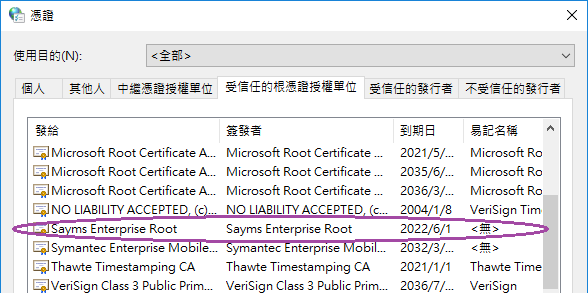 憑證
使用目的(N): <全部>
個人 其他人 中繼憑證授權單位 受信任的根憑證授權單位 受信任的發行者 不受信任的發行者
發給 簽發者 到期日 易記名稱
Microsoft Root Certificate A... Microsoft Root Certificate ... 2021/5/... Microsoft Ro
Microsoft Root Certificate A... Microsoft Root Certificate ... 2035/6/... Microsoft Ro
Microsoft Root Certificate A... Microsoft Root Certificate ... 2036/3/... Microsoft Ro
NO LIABILITY ACCEPTED, (c)... NO LIABILITY ACCEPTED, (c... 2004/1/8 VeriSign Time
Sayms Enterprise Root Sayms Enterprise Root 2022/6/1 <無>
Symantec Enterprise Mobile... Symantec Enterprise Mobil... 2032/3/... <無>
Thawte Timestamping CA Thawte Timestamping CA 2021/1/1 Thawte Timest
VeriSign Class 3 Public Prim... VeriSign Class 3 Public Pri... 2036/7/... VeriSign